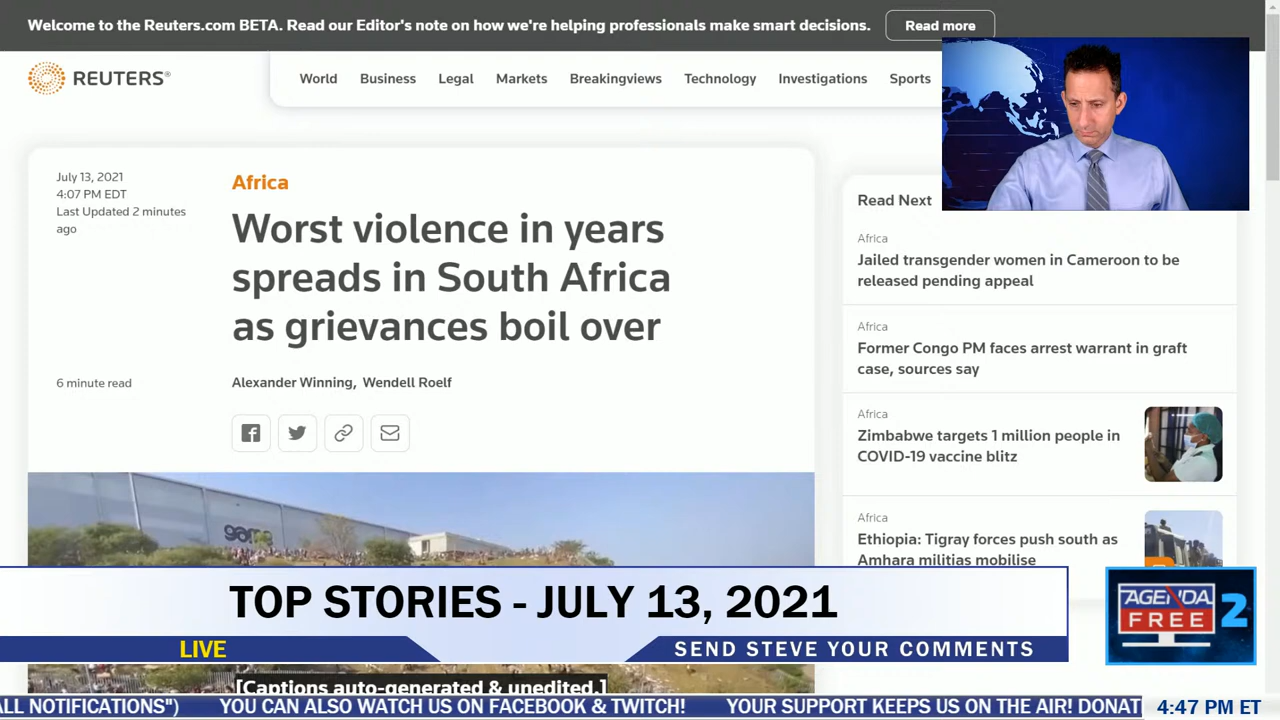 Welcome to the Reuters.com BETA. Read our Editor's note on how we're helping professionals make smart decisions.
Read more
REUTERS®
World Business Legal Markets Breakingviews Technology Investigations Sports
July 13, 2021
4:07 PM EDT
Last Updated 2 minutes
ago
Africa
Worst violence in years
spreads in South Africa
as grievances boil over
6 minute read
Alexander Winning, Wendell Roelf
game
Read Next
Africa
Jailed transgender women in Cameroon to be
released pending appeal
Africa
Former Congo PM faces arrest warrant in graft
case, sources say
Africa
Zimbabwe targets 1 million people in
COVID-19 vaccine blitz
Africa
Ethiopia: Tigray forces push south as
Amhara militias mobilise
TOP STORIES - JULY 13, 2021
LIVE
SEND STEVE YOUR COMMENTS
AGENDA
FREE
2
[Captions auto-generated & unedited.]
ALL NOTIFICATIONS") YOU CAN ALSO WATCH US ON FACEBOOK & TWITCH! YOUR SUPPORT KEEPS US ON THE AIR! DONAT
4:47 PM ET